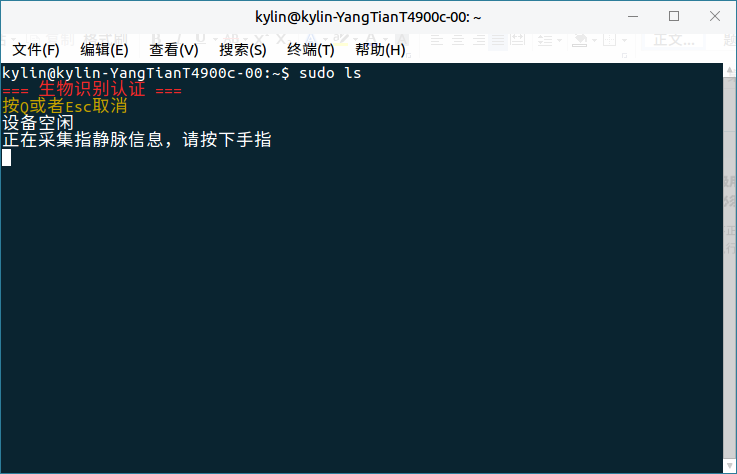 kylin@kylin-YangTianT4900c-00: ~
文件(F) 编辑(E) 查看(V) 搜索(S) 终端(T) 帮助(H)
kylin@kylin-YangTianT4900c-00:~$ sudo ls
=== 生物识别认证 ===
按Q或者Esc取消
设备空闲
正在采集指静脉信息，请按下手指